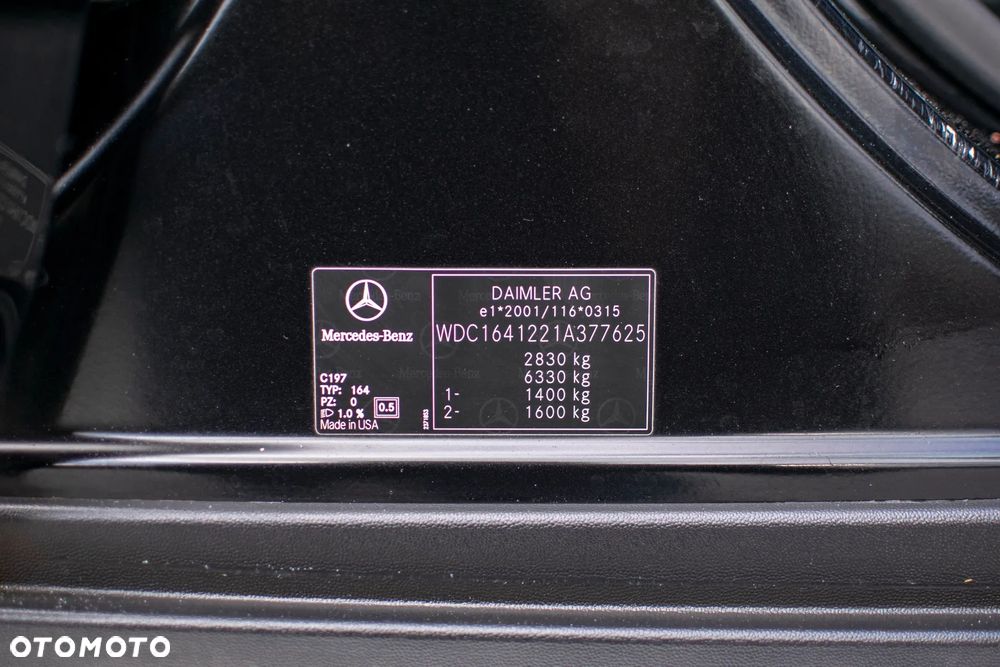 Mercedes-Benz
C197
TYP: 164
PZ: 0
1.0 % 0.5
Made in USA
2371853
DAIMLER AG
e1*2001/116*0315
WDC1641221A377625
2830 kg
6330 kg
1- 1400 kg
2- 1600 kg
OTOMOTO